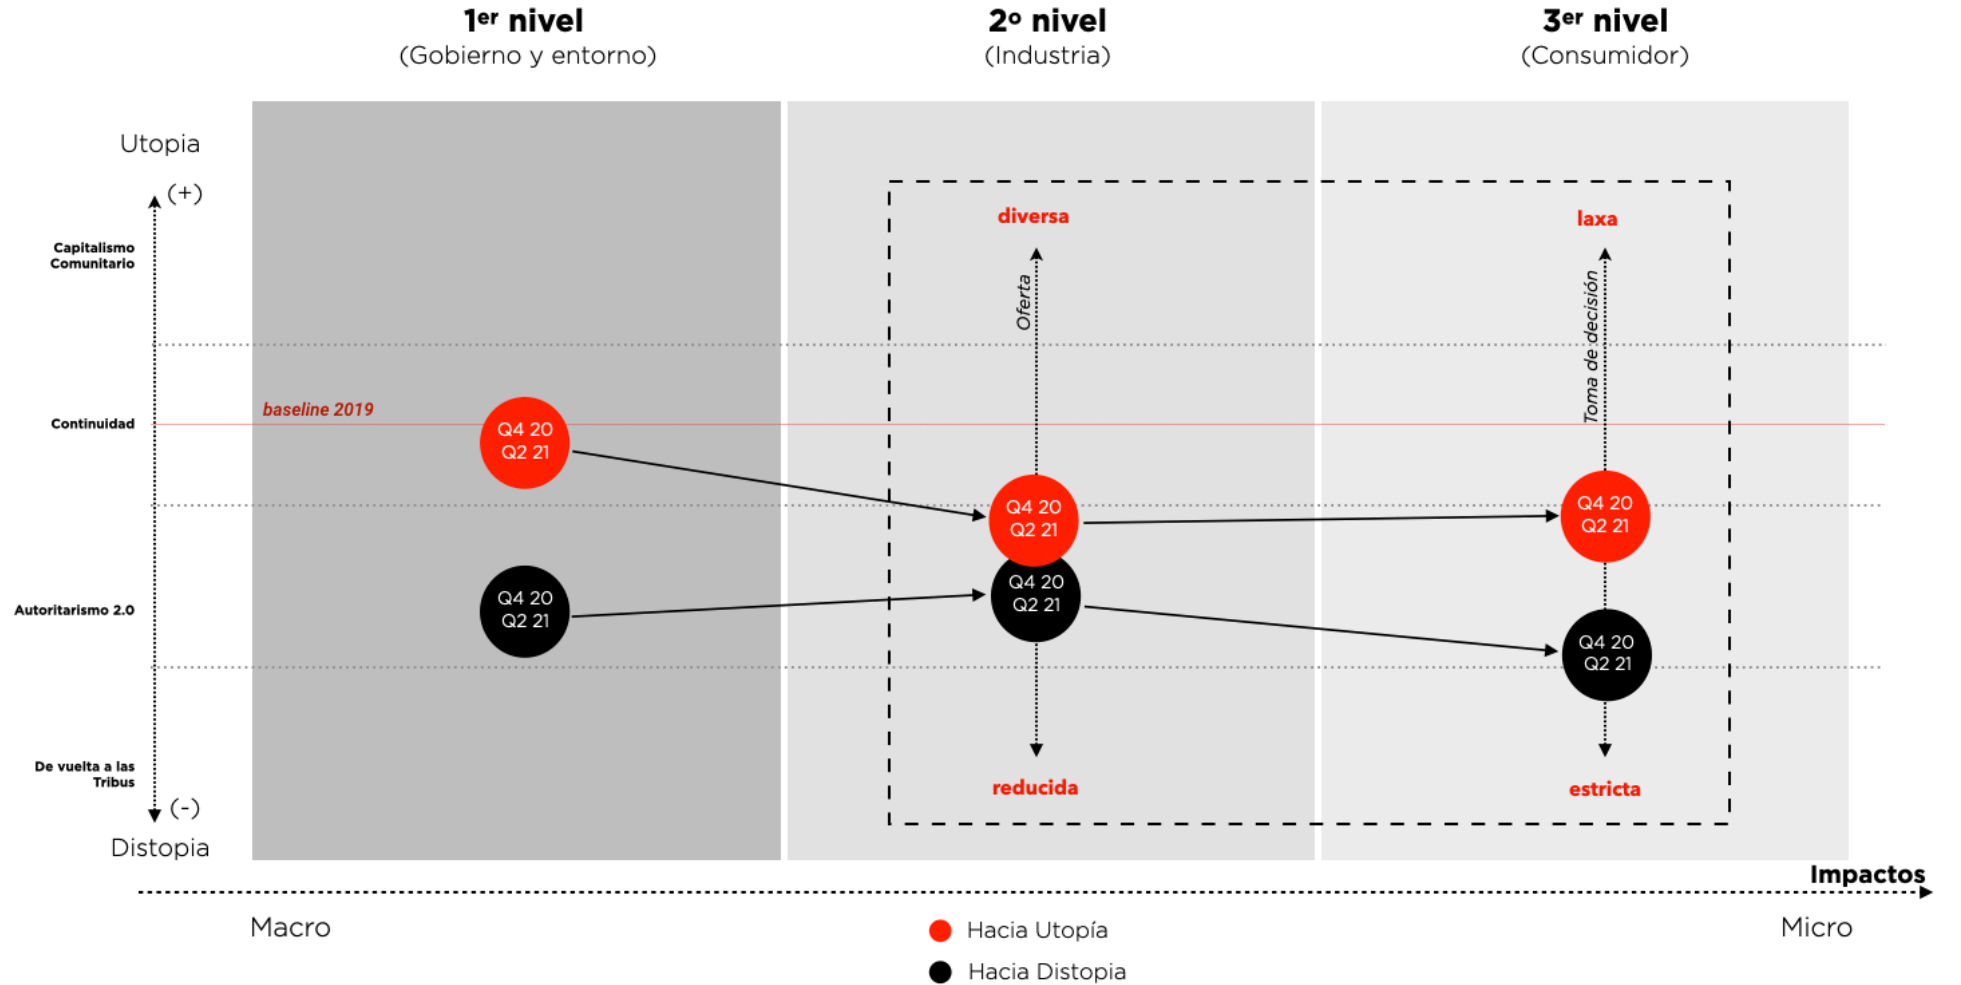 1er nivel
(Gobierno y entorno)
2º nivel
(Industria)
3er nivel
(Consumidor)
Utopia
(+)
Capitalismo
Comunitario
Continuidad
Autoritarismo 2.0
De vuelta a las
Tribus
(-)
Distopia
baseline 2019
Q4 20
Q2 21
Q4 20
Q2 21
diversa
Oferta
Q4 20
Q2 21
Q4 20
Q2 21
reducida
laxa
Toma de decisión
Q4 20
Q2 21
Q4 20
Q2 21
estricta
Impactos
Macro
Micro
Hacia Utopía
Hacia Distopia